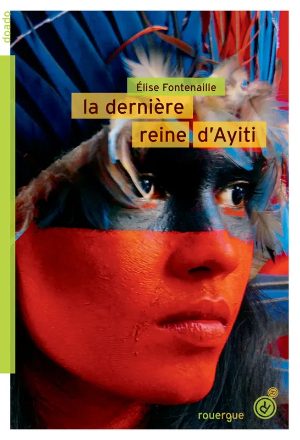 doado
Élise Fontenaille
la dernière
reine d'Ayiti
rouergue